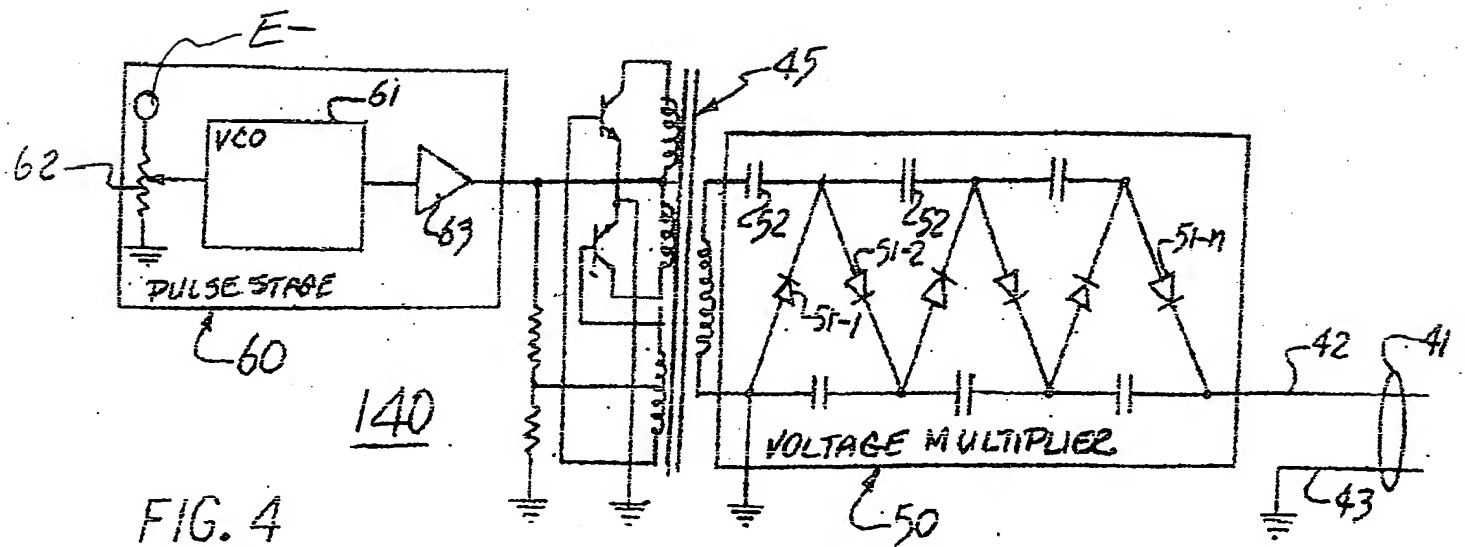 E-
45
61
VCO
62
63
52
52
51-2
51-n
51-1
42
41
PULSE STAGE
60
140
VOLTAGE MULTIPLIER
43
50
FIG. 4